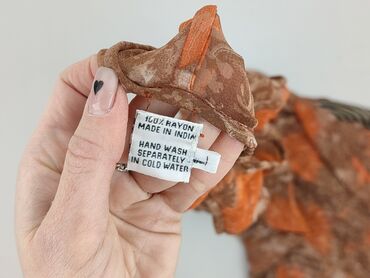 100% RAYON
MADE IN INDIA
HAND WASH
SEPARATELY
IN COLD WATER